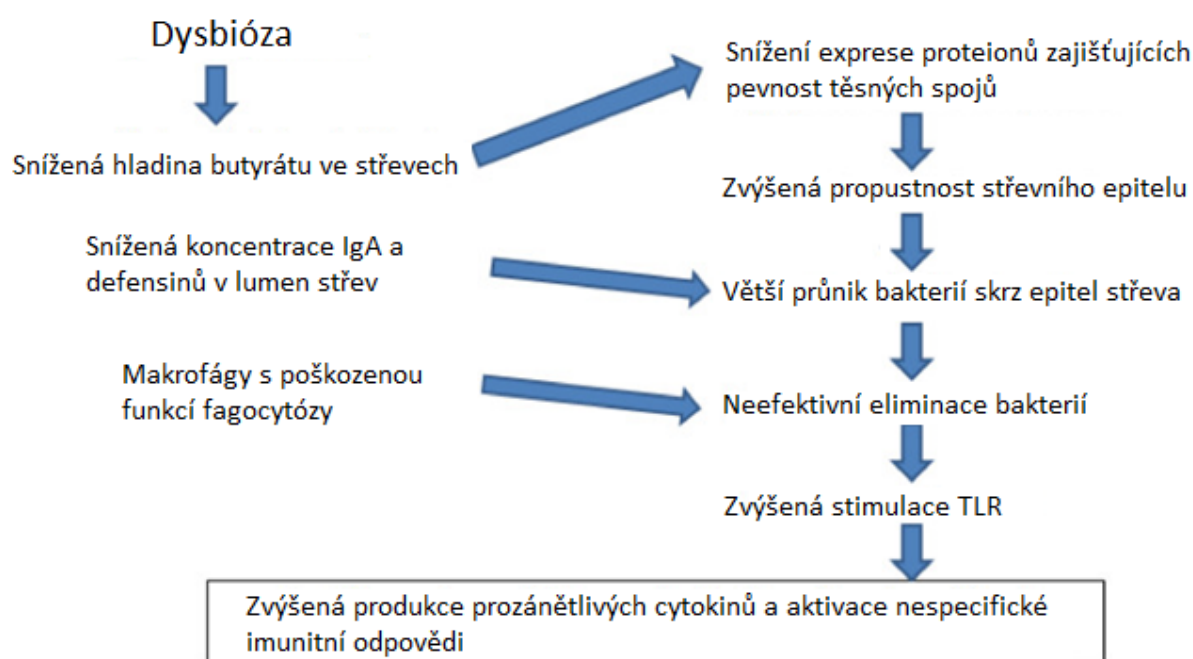 Dysbióza
Snížená hladina butyrátu ve střevech
Snížená koncentrace IgA a
defensinů v lumen střev
Makrofágy s poškozenou
funkcí fagocytózy
Snížení exprese proteionů zajišťujících
pevnost těsných spojů
Zvýšená propustnost střevního epitelu
Větší průnik bakterií skrz epitel střeva
Neefektivní eliminace bakterií
Zvýšená stimulace TLR
Zvýšená produkce prozánětlivých cytokinů a aktivace nespecifické
imunitní odpovědi